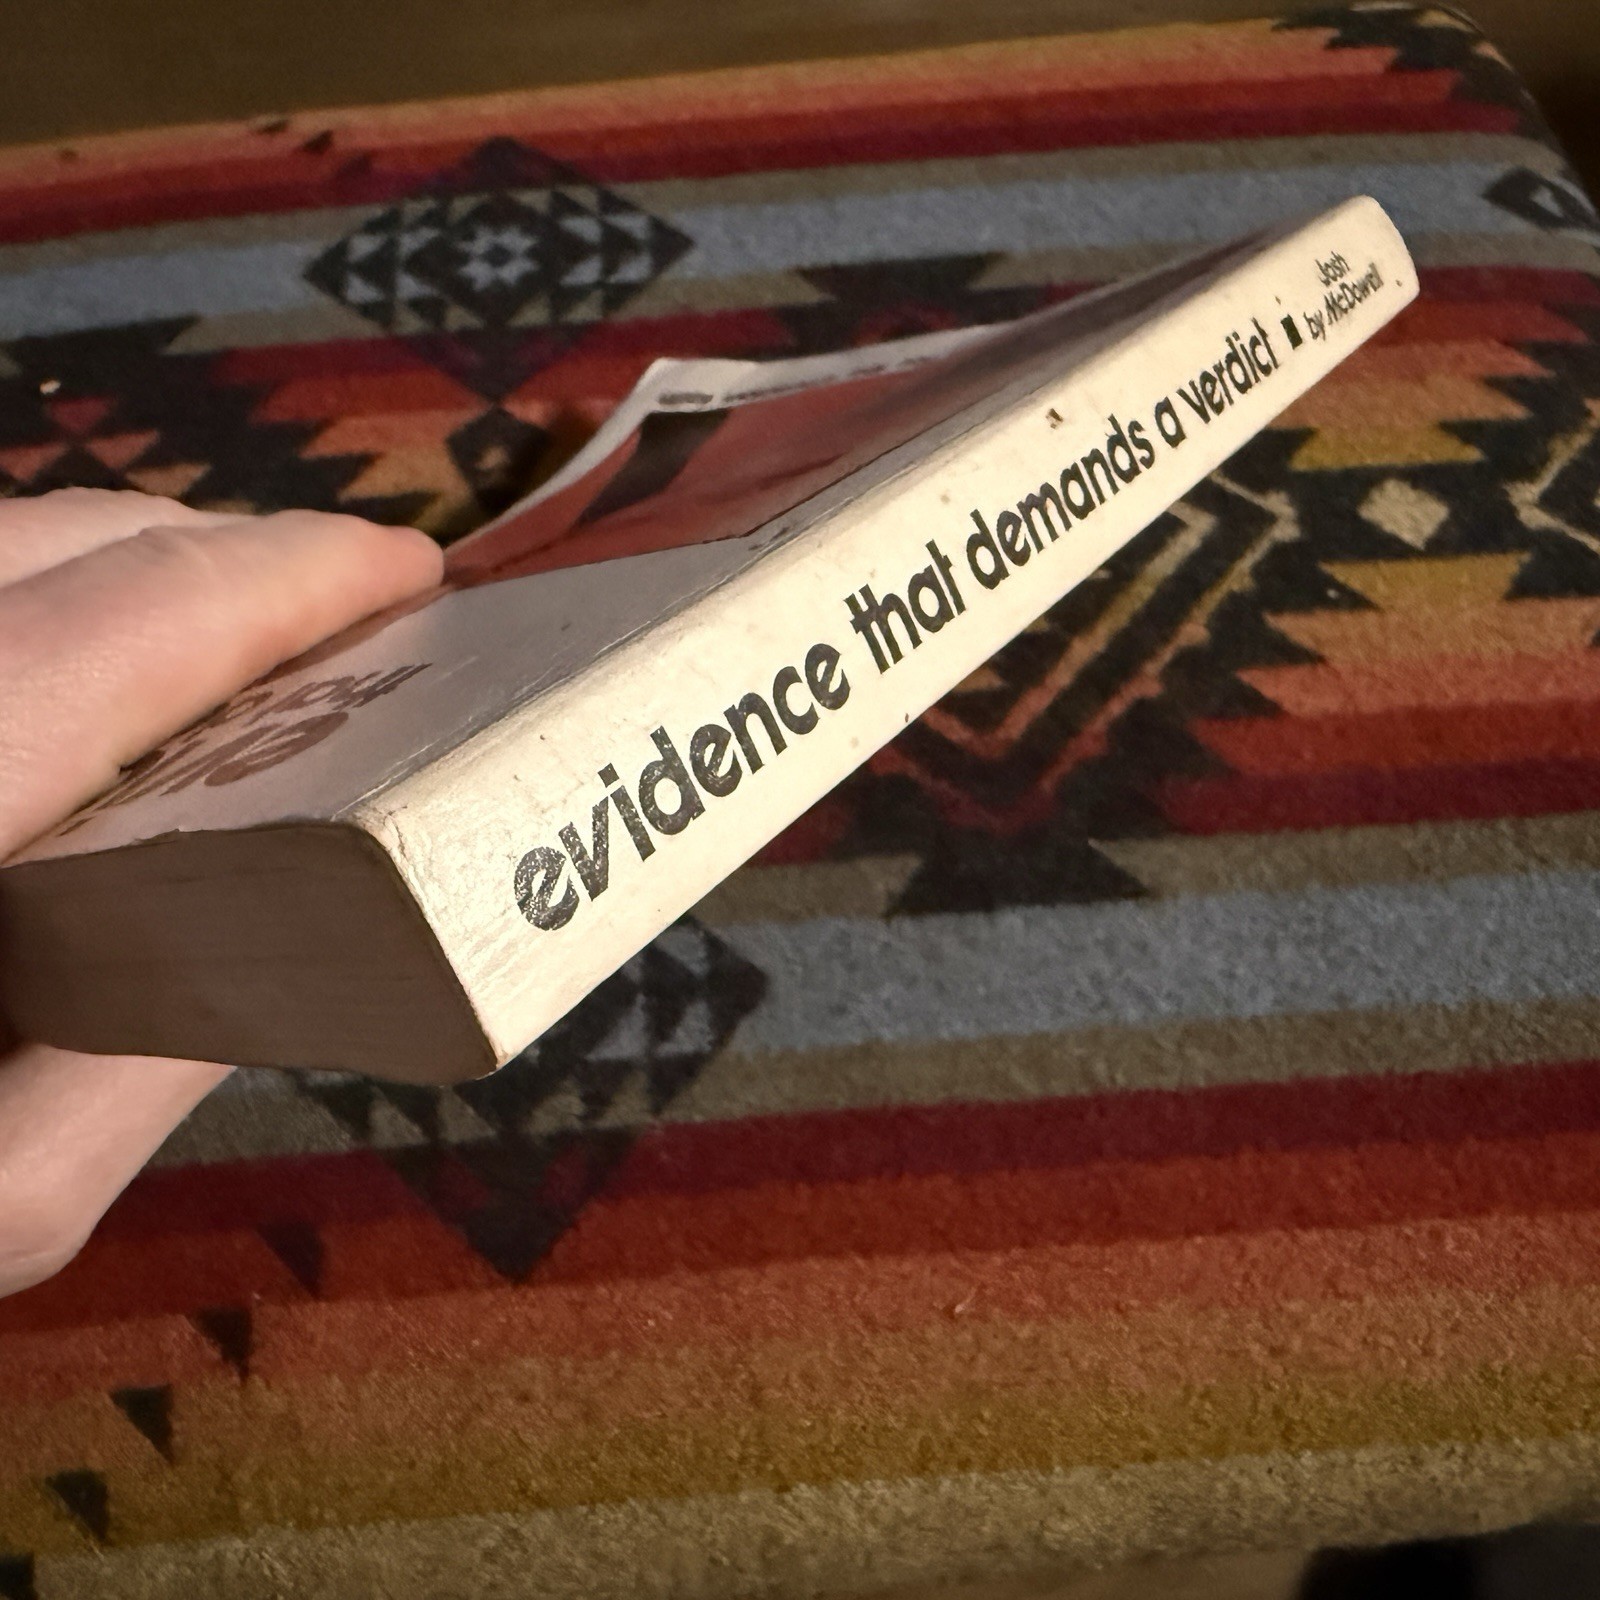 evidence that demands a verdict
Josh
by McDowell